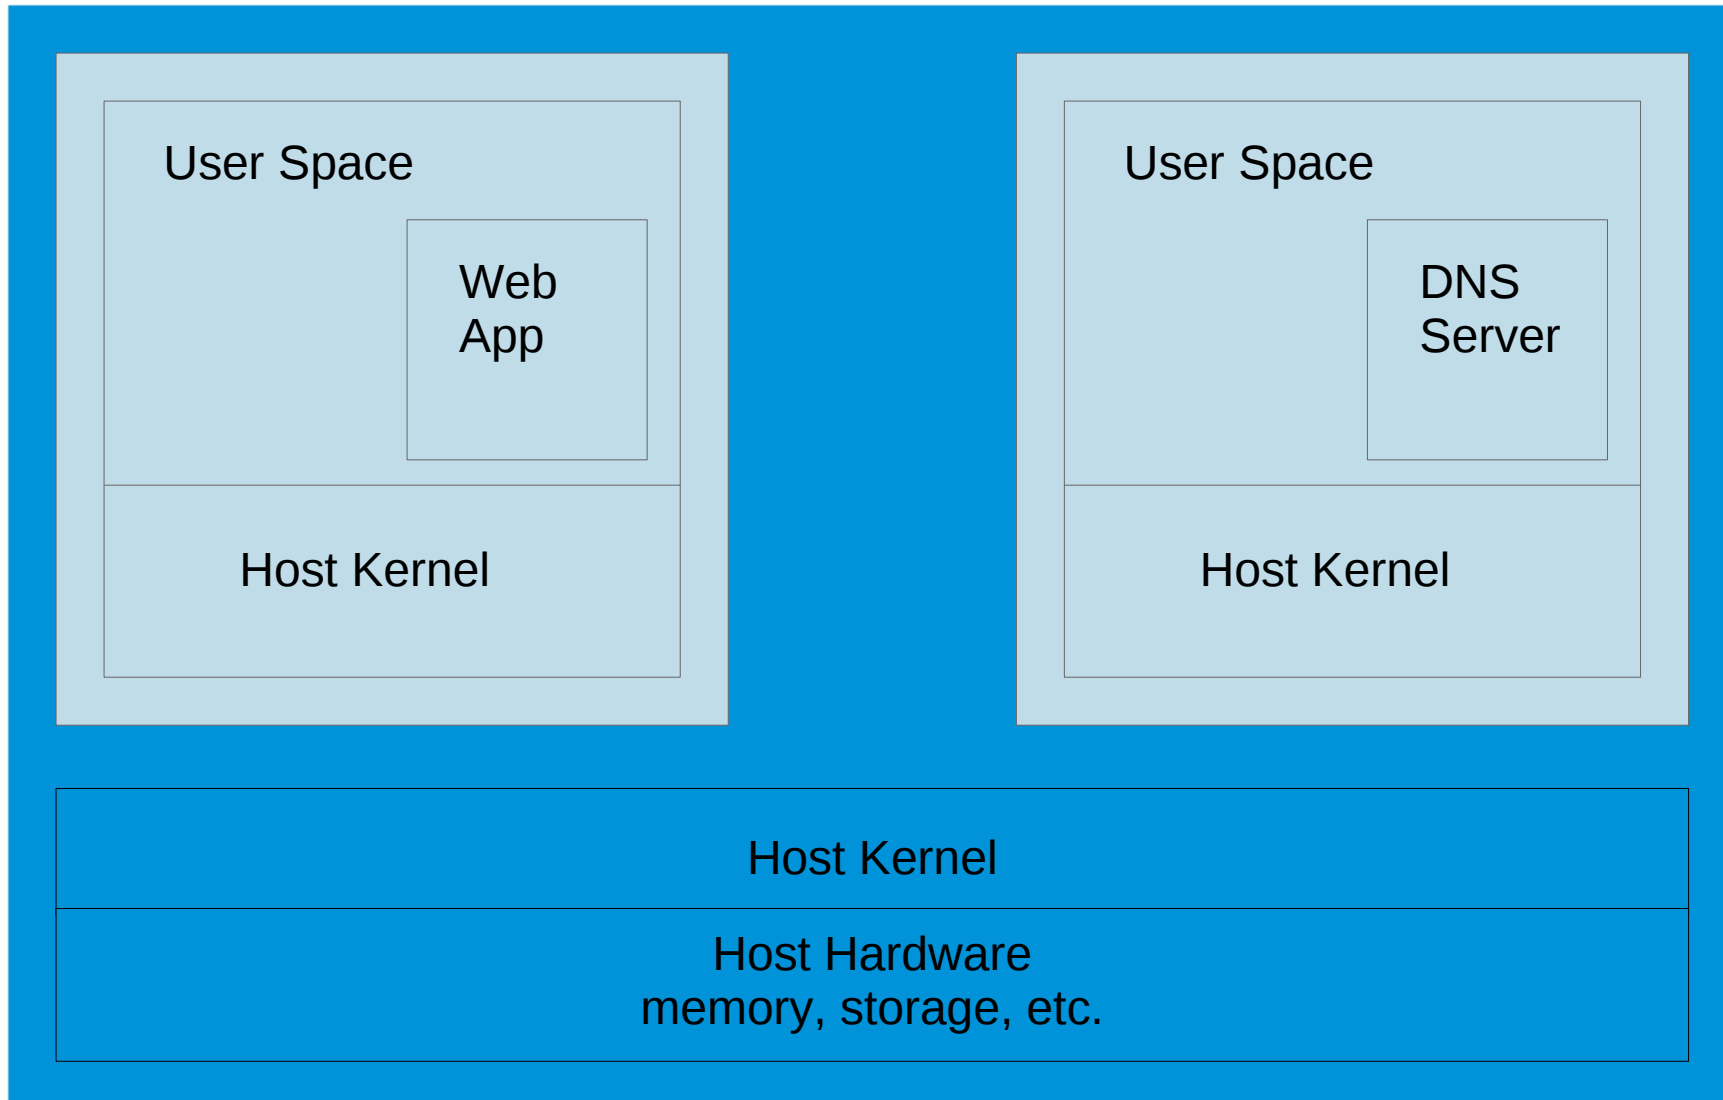 User Space
Web
App
Host Kernel
User Space
DNS
Server
Host Kernel
Host Kernel
Host Hardware
memory, storage, etc.